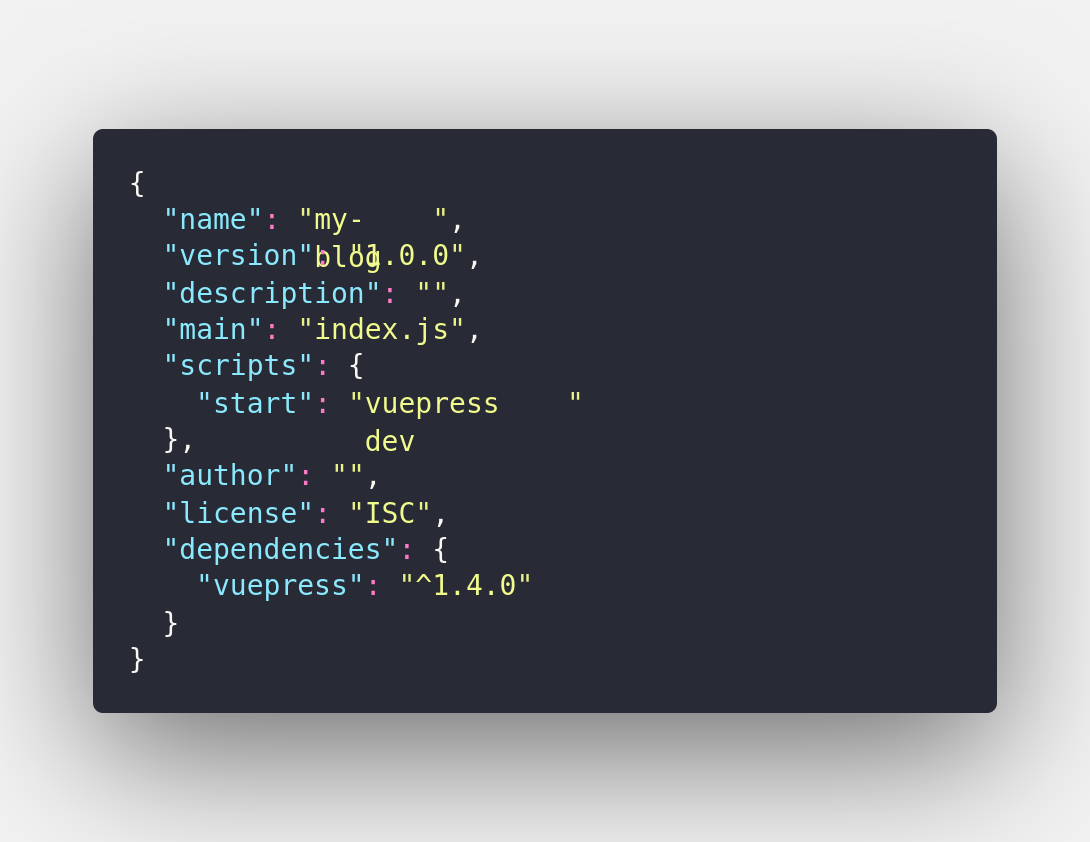 {
  "name": "my-blog",
  "version": "1.0.0",
  "description": "",
  "main": "index.js",
  "scripts": {
    "start": "vuepress dev"
  },
  "author": "",
  "license": "ISC",
  "dependencies": {
    "vuepress": "^1.4.0"
  }
}